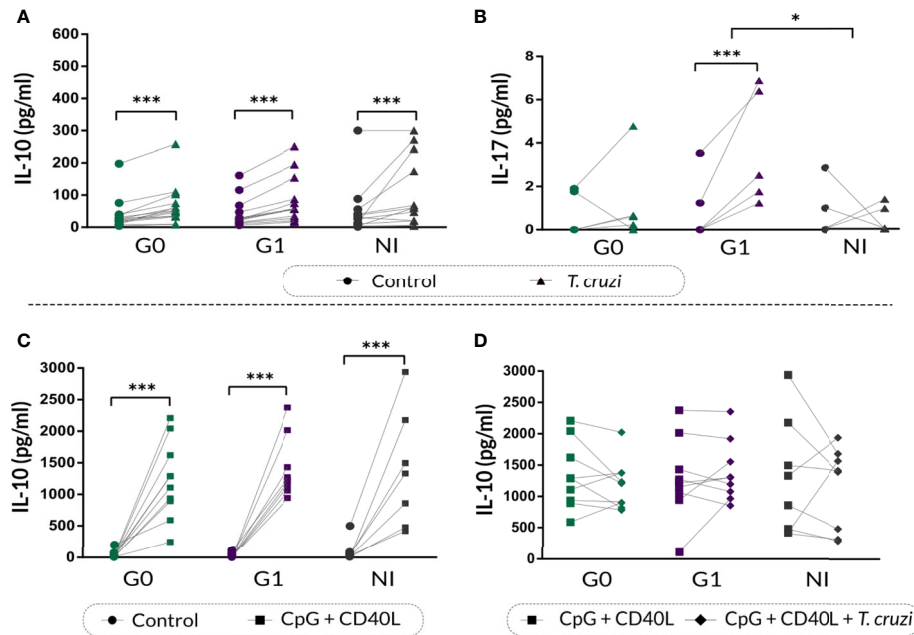 A
IL-10 (pg/ml)
600
500
400
300
200
100
0
***
***
***
G0
G1
NI
B
IL-17 (pg/ml)
8
6
4
2
0
***
*
G0
G1
NI
Control
T. cruzi
C
IL-10 (pg/ml)
3000
2500
2000
1500
1000
500
0
***
***
***
G0
G1
NI
Control
CpG + CD40L
D
IL-10 (pg/ml)
3000
2500
2000
1500
1000
500
0
G0
G1
NI
CpG + CD40L
CpG + CD40L + T. cruzi